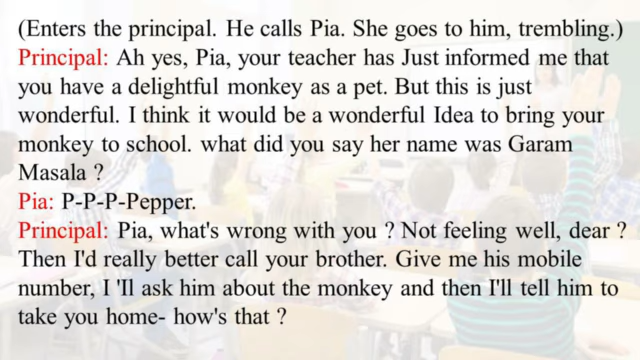 (Enters the principal. He calls Pia. She goes to him, trembling.)
Principal: Ah yes, Pia, your teacher has Just informed me that
you have a delightful monkey as a pet. But this is just
wonderful. I think it would be a wonderful Idea to bring your
monkey to school. what did you say her name was Garam
Masala ?
Pia: P-P-P-Pepper.
Principal: Pia, what's wrong with you ? Not feeling well, dear ?
Then I'd really better call your brother. Give me his mobile
number, I 'll ask him about the monkey and then I'll tell him to
take you home- how's that ?